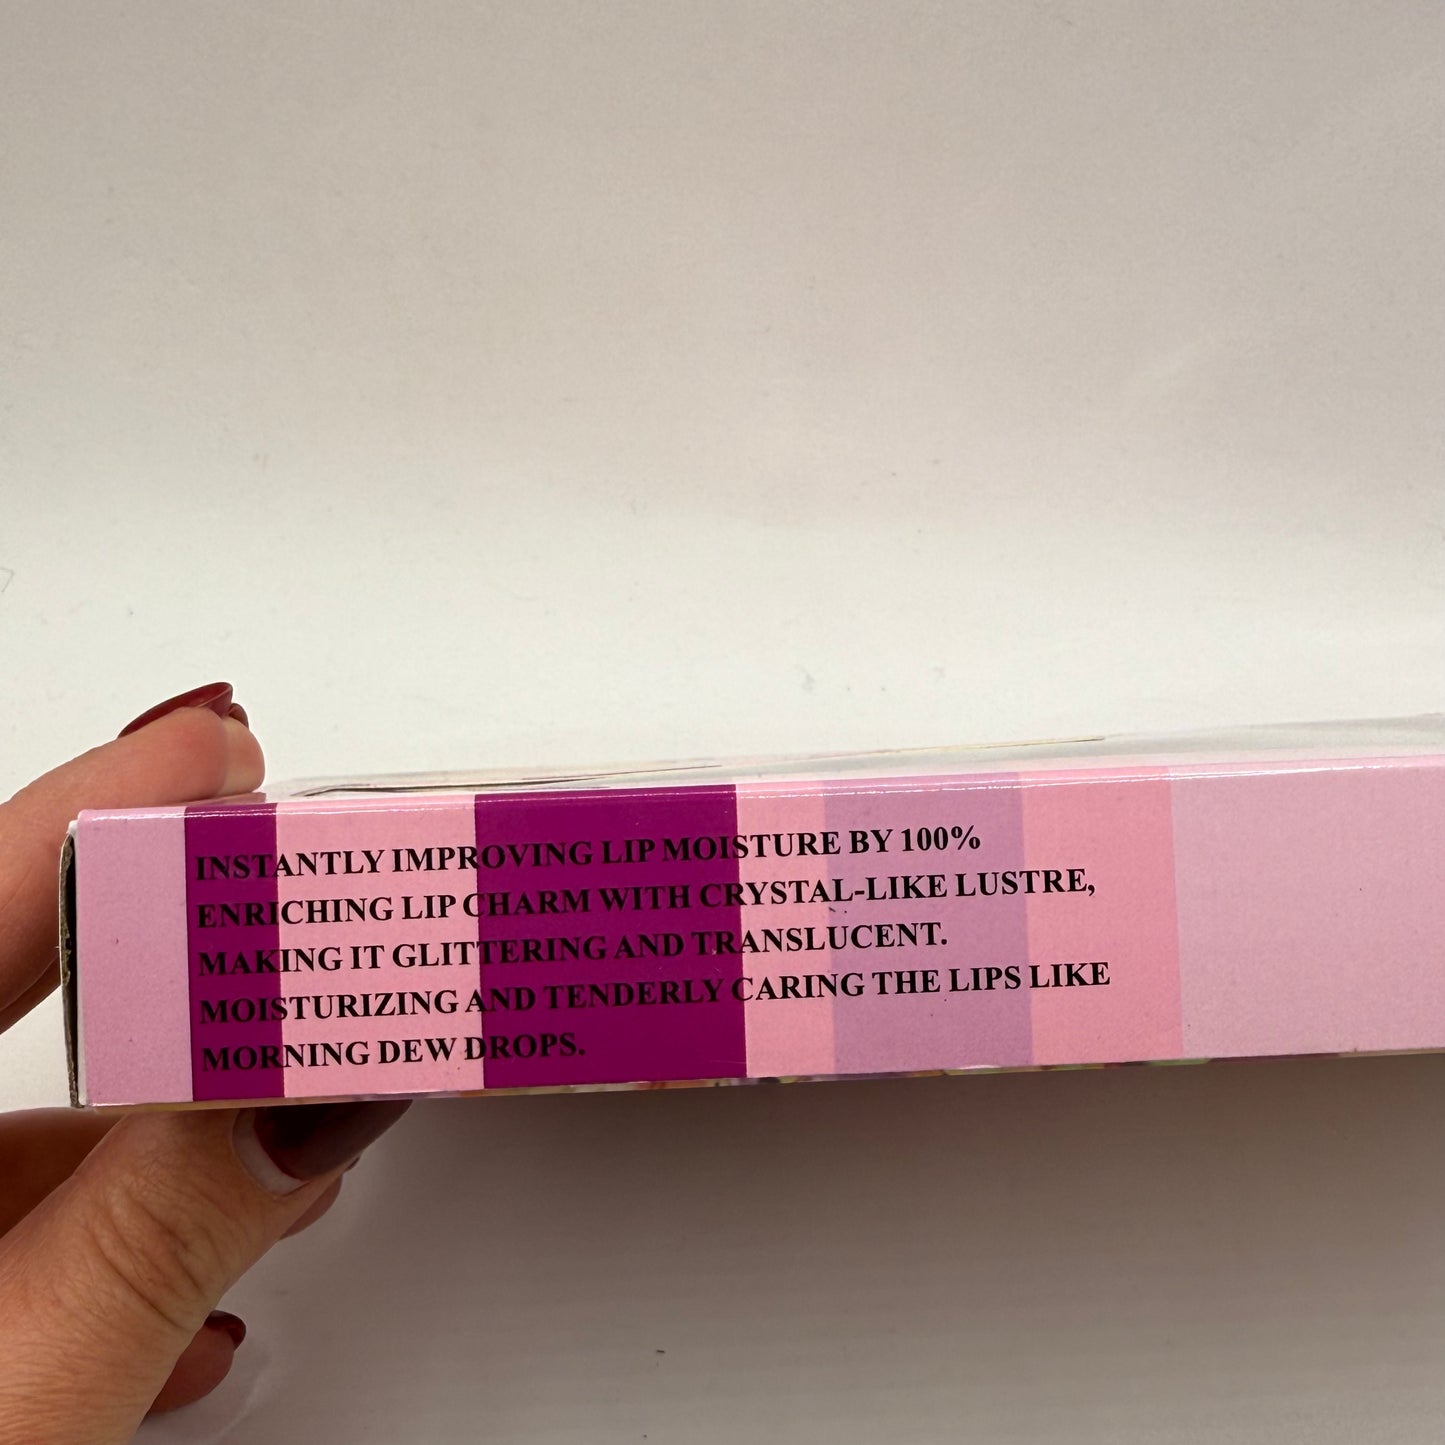 INSTANTLY IMPROVING LIP MOISTURE BY 100%
ENRICHING LIP CHARM WITH CRYSTAL-LIKE LUSTRE,
MAKING IT GLITTERING AND TRANSLUCENT.
MOISTURIZING AND TENDERLY CARING THE LIPS LIKE
MORNING DEW DROPS.